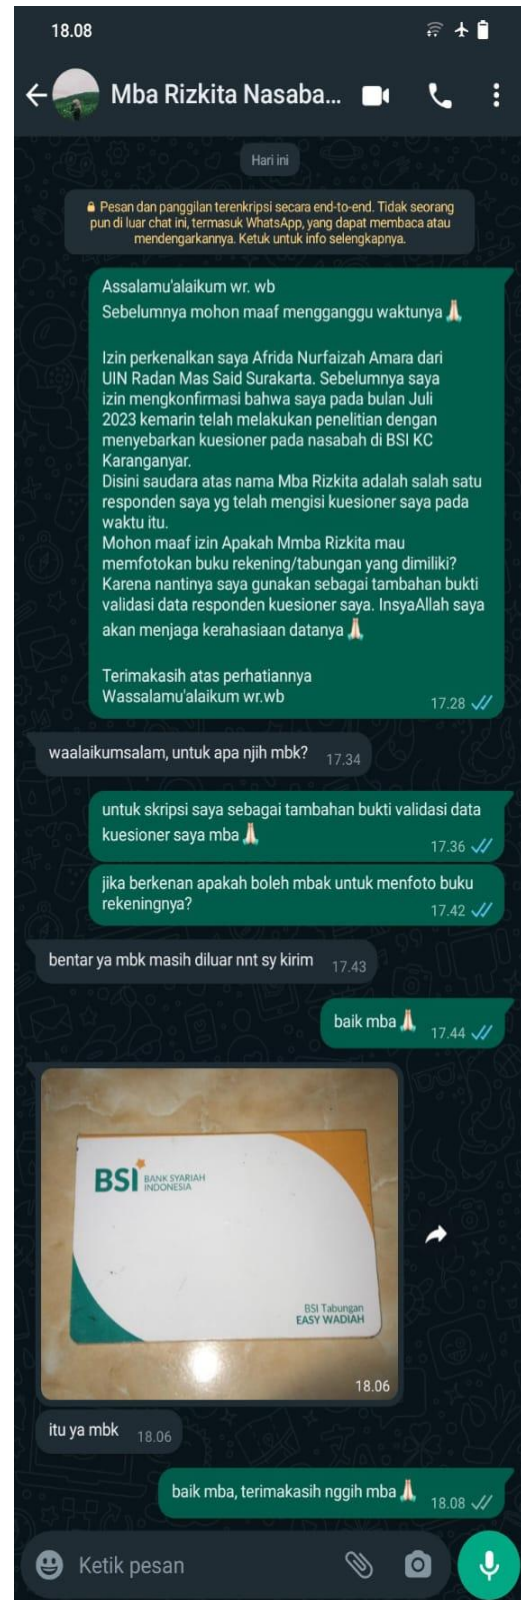 18.08
Mba Rizkita Nasaba...
Hari ini
Pesan dan panggilan terenkripsi secara end-to-end. Tidak seorang
pun di luar chat ini, termasuk WhatsApp, yang dapat membaca atau
mendengarkannya. Ketuk untuk info selengkapnya.
Assalamu'alaikum wr. wb
Sebelumnya mohon maaf mengganggu waktunya 🙏🏻
Izin perkenalkan saya Afrida Nurfaizah Amara dari
UIN Radan Mas Said Surakarta. Sebelumnya saya
izin mengkonfirmasi bahwa saya pada bulan Juli
2023 kemarin telah melakukan penelitian dengan
menyebarkan kuesioner pada nasabah di BSI KC
Karanganyar.
Disini saudara atas nama Mba Rizkita adalah salah satu
responden saya yg telah mengisi kuesioner saya pada
waktu itu.
Mohon maaf izin Apakah Mmba Rizkita mau
memfotokan buku rekening/tabungan yang dimiliki?
Karena nantinya saya gunakan sebagai tambahan bukti
validasi data responden kuesioner saya. InsyaAllah saya
akan menjaga kerahasiaan datanya 🙏🏻
Terimakasih atas perhatiannya
Wassalamu'alaikum wr.wb
17.28
waalaikumsalam, untuk apa njih mbk? 17.34
untuk skripsi saya sebagai tambahan bukti validasi data
kuesioner saya mba 🙏🏻 17.36
jika berkenan apakah boleh mbak untuk menfoto buku
rekeningnya? 17.42
bentar ya mbk masih diluar nnt sy kirim 17.43
baik mba 🙏🏻 17.44
BSI BANK SYARIAH
INDONESIA
BSI Tabungan
EASY WADIAH
18.06
itu ya mbk 18.06
baik mba, terimakasih nggih mba 🙏🏻 18.08
Ketik pesan